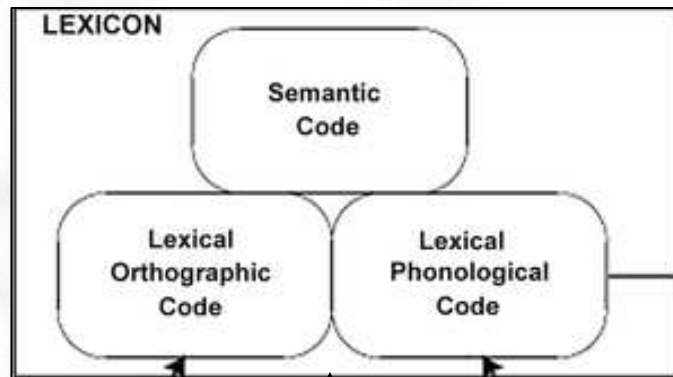 LEXICON
Semantic
Code
Lexical
Orthographic
Code
Lexical
Phonological
Code